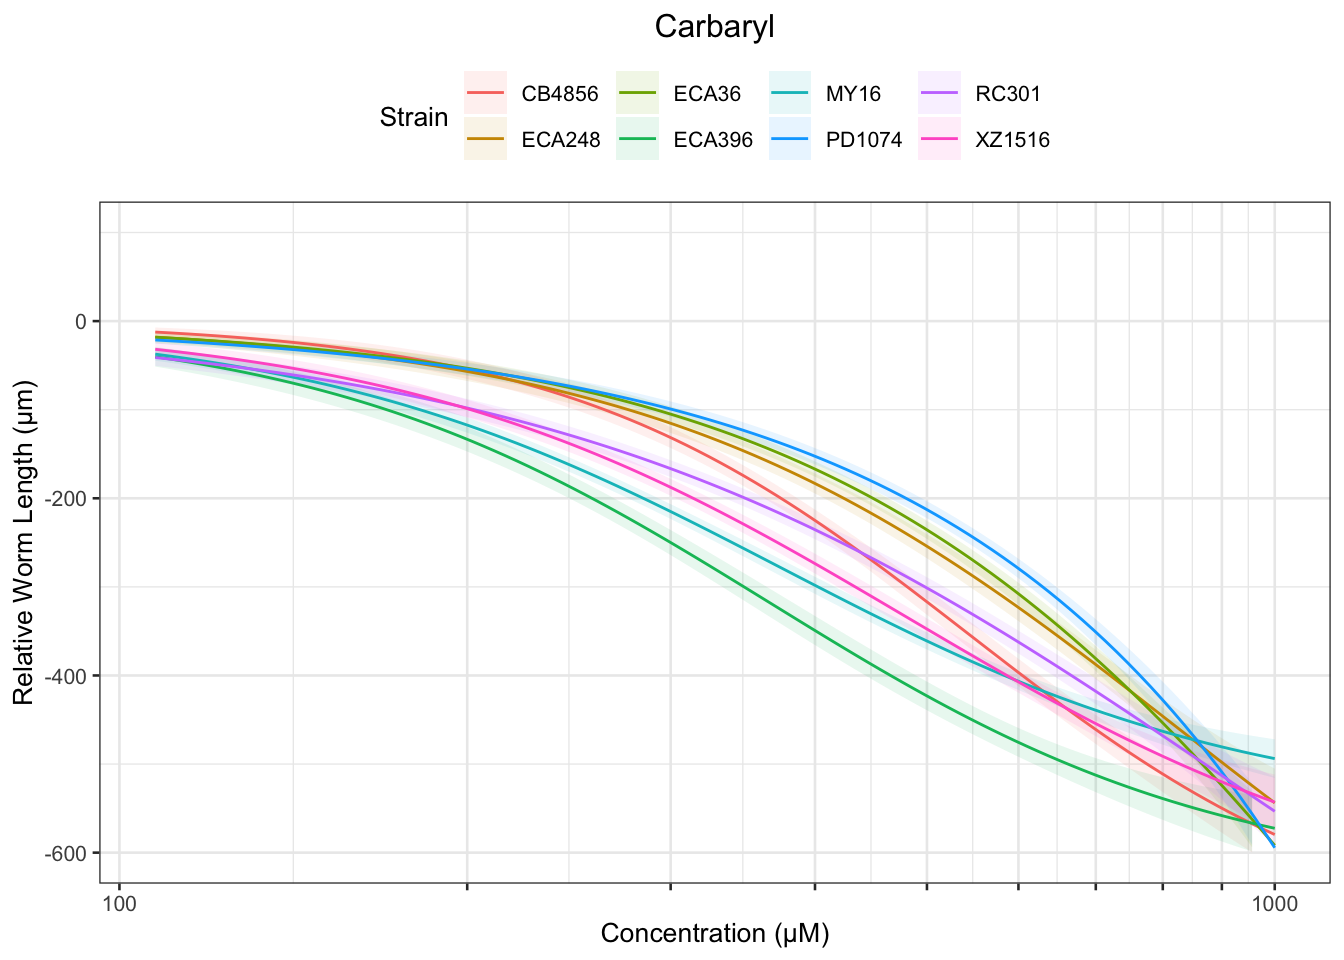 Carbaryl
Strain
CB4856 ECA36 MY16 RC301
ECA248 ECA396 PD1074 XZ1516
Relative Worm Length (μm)
0
-200
-400
-600
100 1000
Concentration (μM)